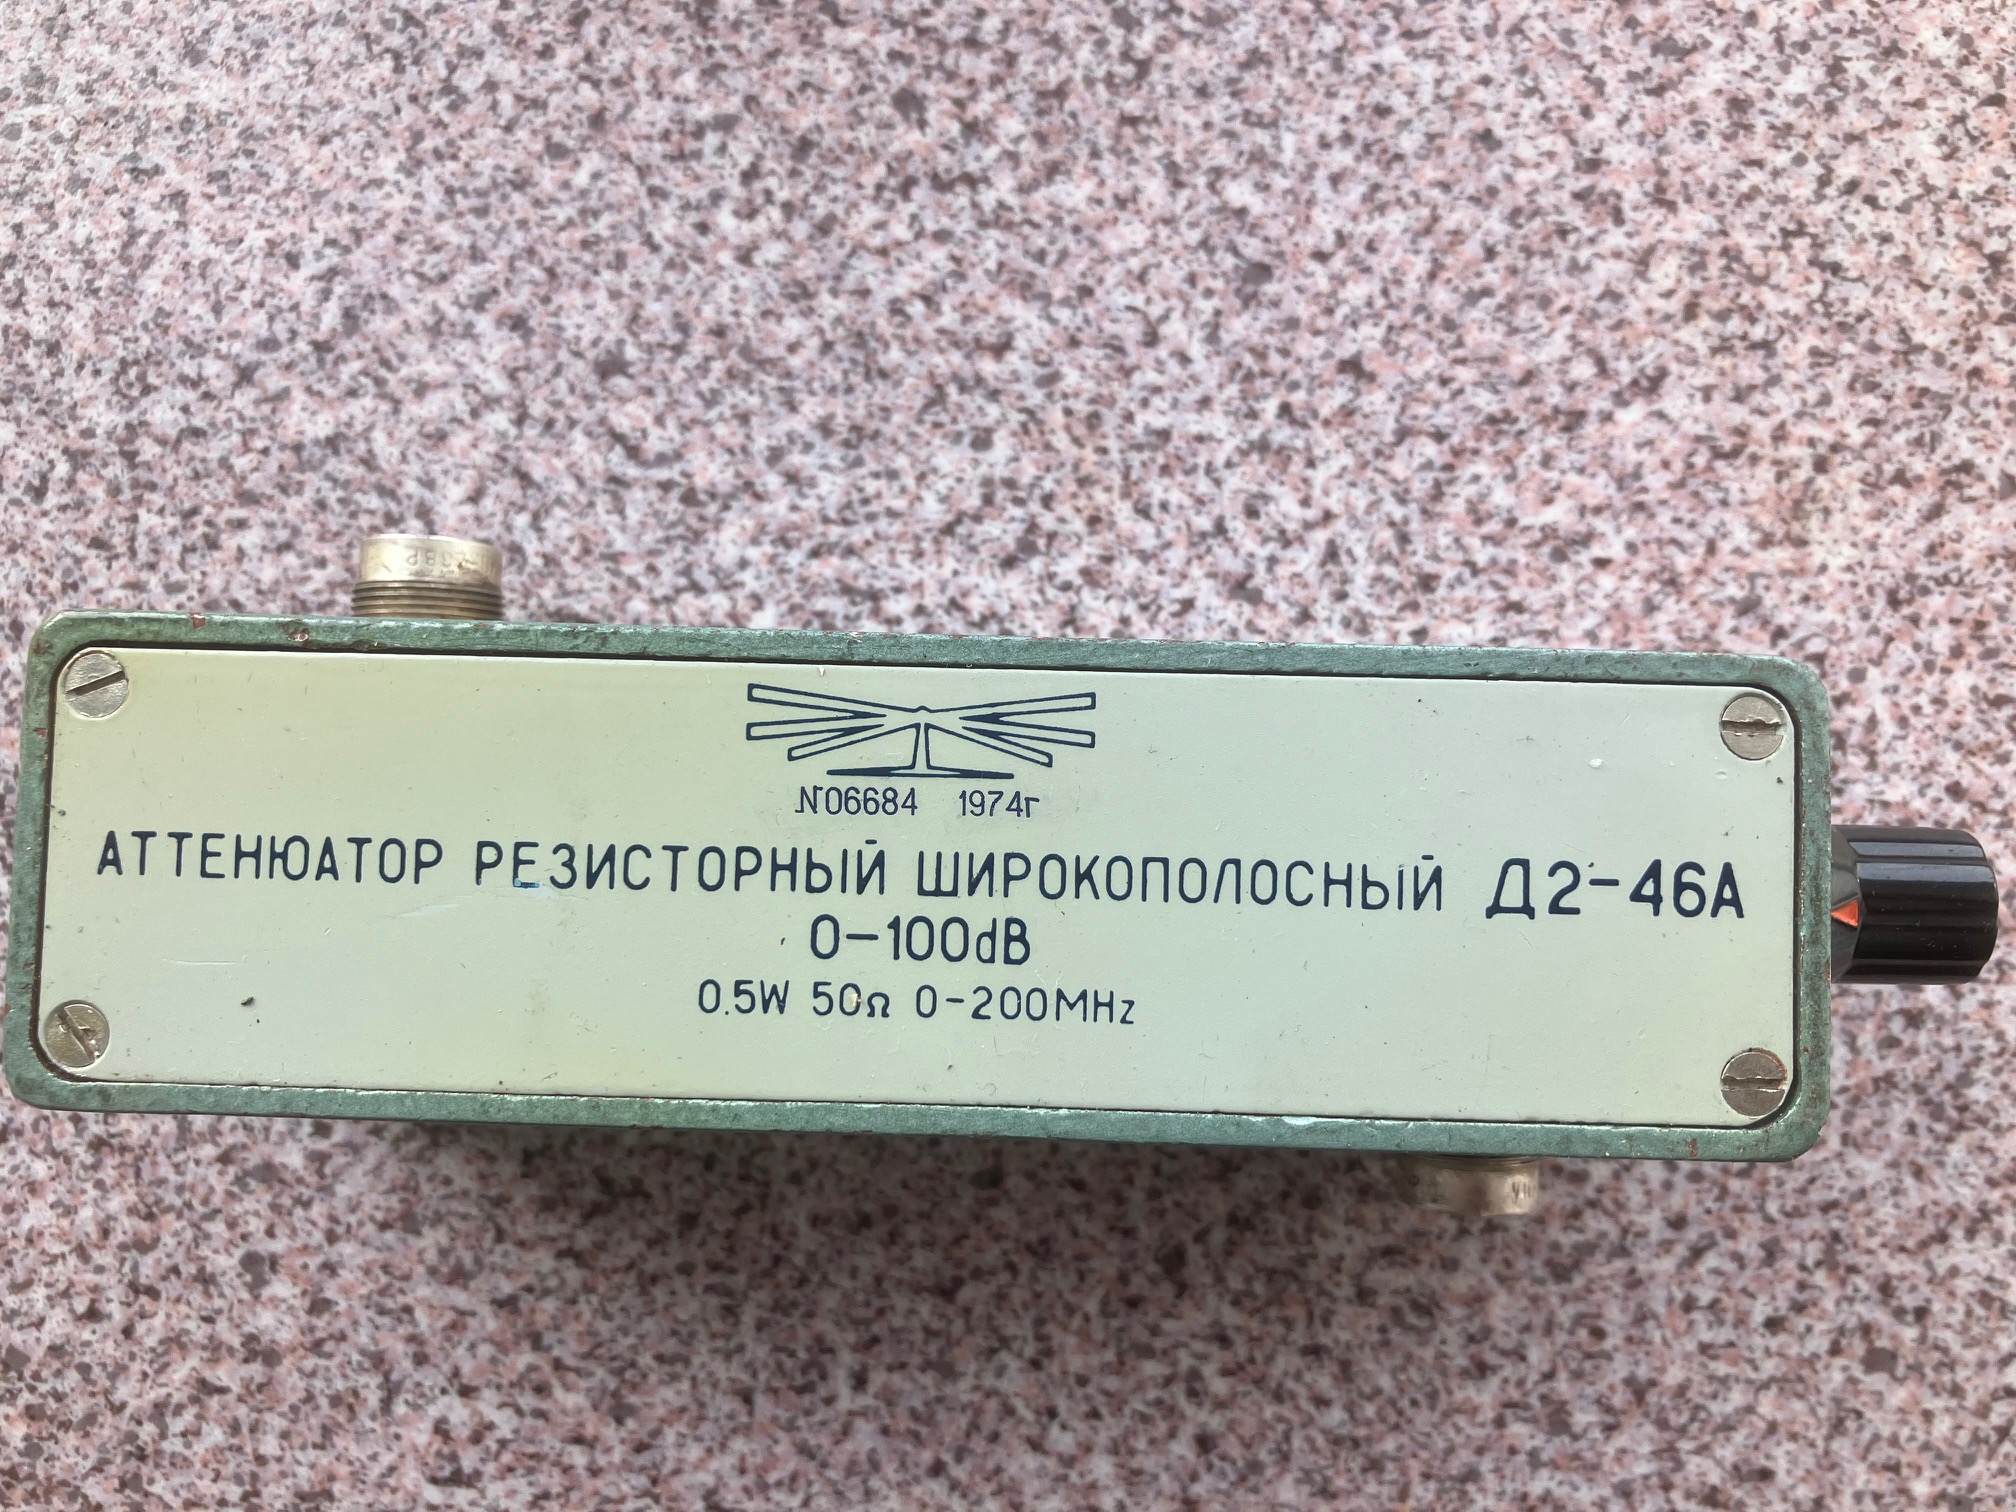 №06684 1974г
АТТЕНЮАТОР РЕЗИСТОРНЫЙ ШИРОКОПОЛОСНЫЙ Д2-46А
0-100dB
0.5W 50Ω 0-200MHz